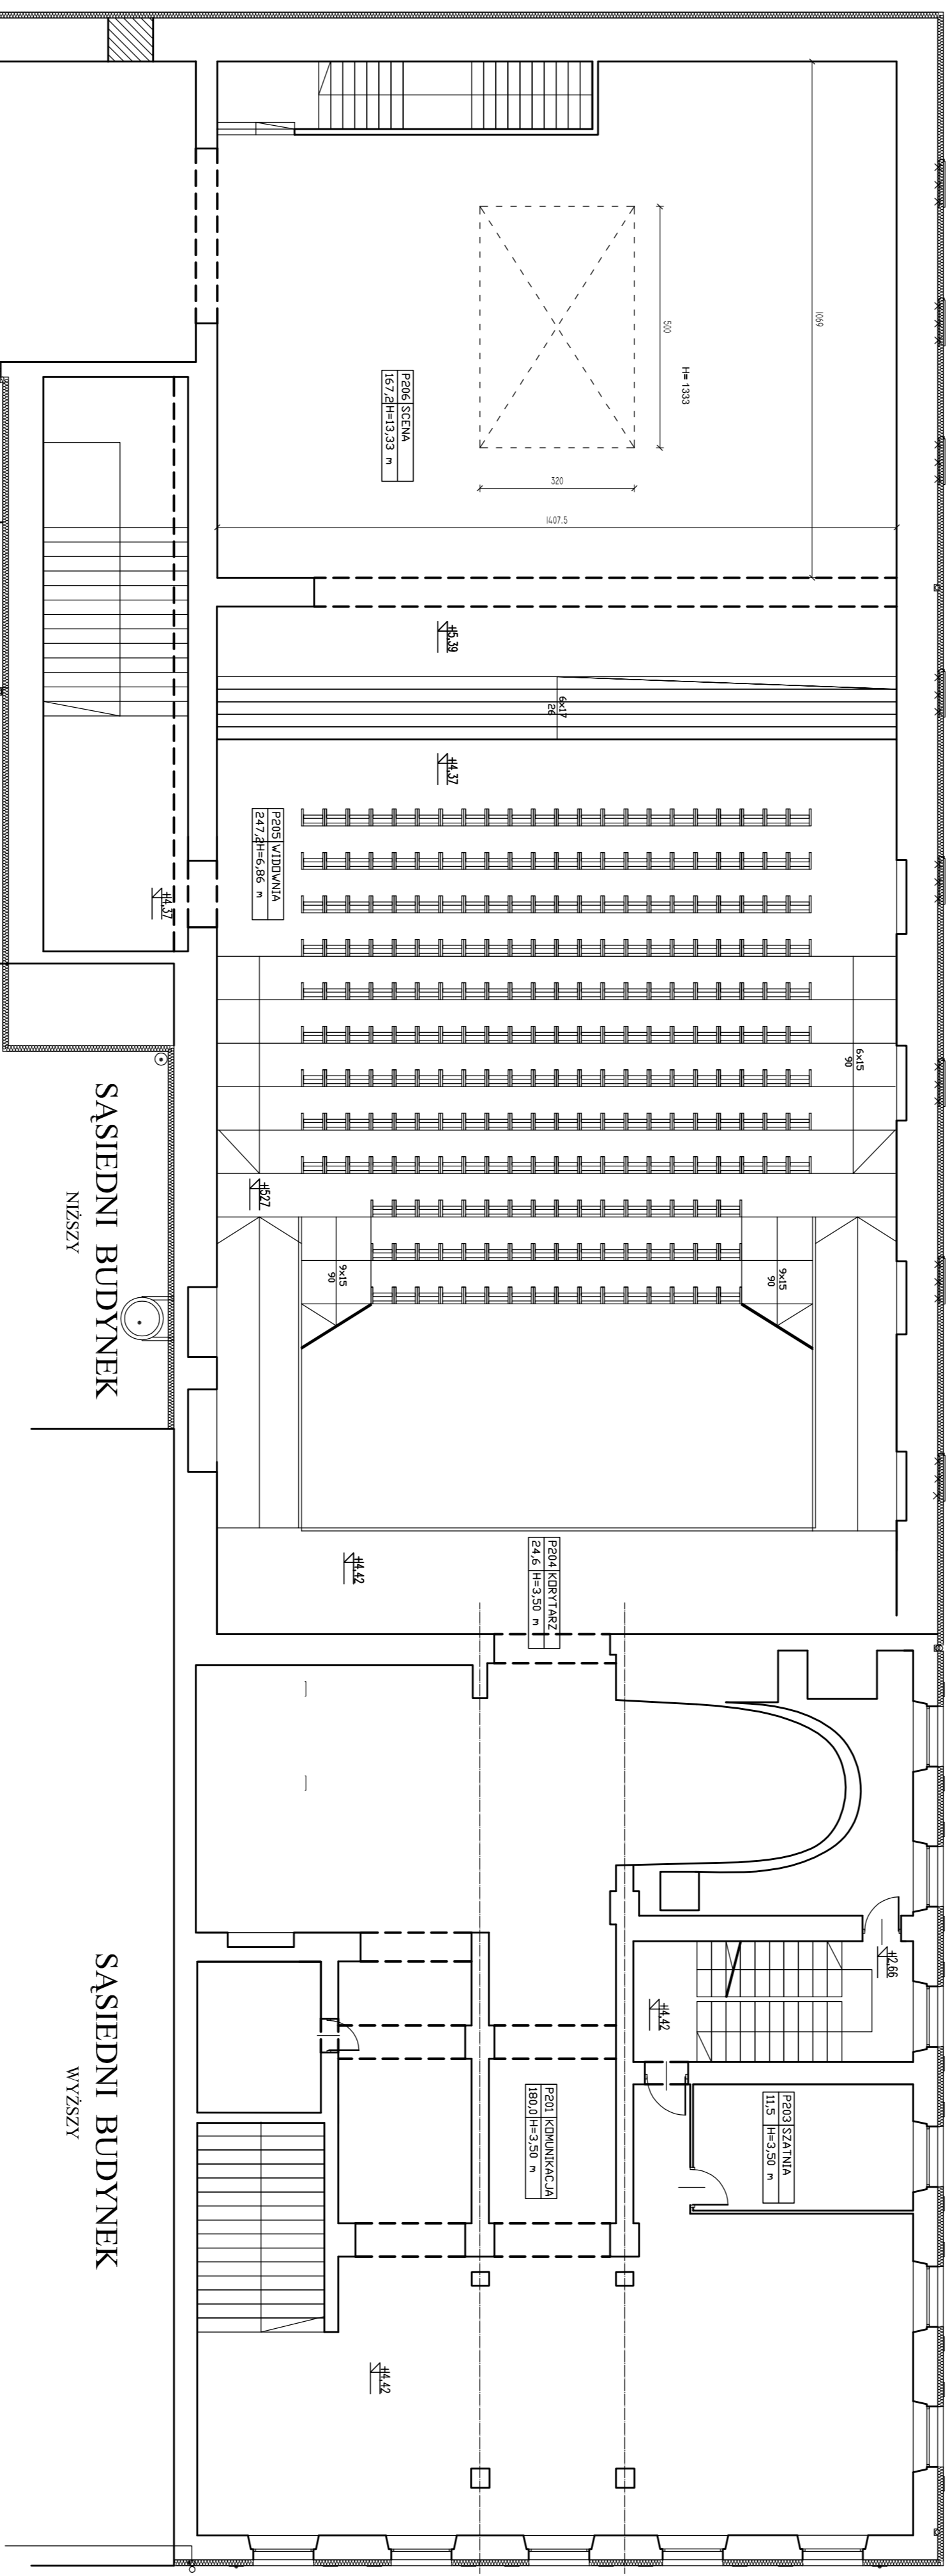 1069
500
H= 1333
320
1407.5
P206 SCENA
167,2 H=13,33 m
+5,39
6x17
26
+4,37
P205 WIDOWNIA
247,2 H=6,86 m
+4,37
6x15
90
+527
9x15
90
9x15
90
SĄSIEDNI BUDYNEK
NIŻSZY
P204 KORYTARZ
24,6 H=3,50 m
+4,42
+2,66
+4,42
P203 SZATNIA
11,5 H=3,50 m
P201 KOMUNIKACJA
180,0 H=3,50 m
+4,42
SĄSIEDNI BUDYNEK
WYŻSZY